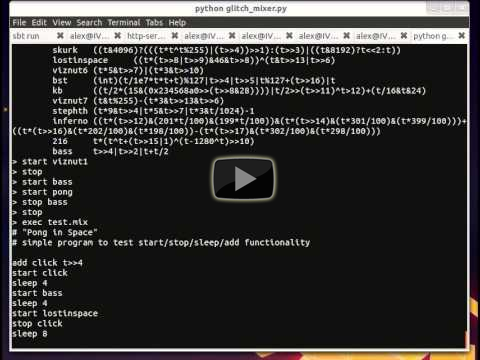 python glitch_mixer.py
File Edit View Search Terminal Tabs Help
sbt run alex@IV... http-serv... alex@IV... alex@IV... alex@IV... alex@IV... python g...
skurk ((t&4096)?((t*t^t%255)|(t>>4))>>1:(t>>3)|((t&8192)?t<<2:t))
lostinspace ((t*(t>>8|t>>9)&46&t>>8))^(t&t>>13|t>>6)
viznut6 (t*5&t>>7)|(t*3&t>>10)
bst (int)(t/1e7*t*t+t)%127|t>>4|t>>5|t%127+(t>>16)|t
kb ((t/2*(15&(0x234568a0>>(t>>8&28))))|t/2>>(t>>11)^t>>12)+(t/16&t&24)
viznut7 (t&t%255)-(t*3&t>>13&t>>6)
stephth (t*9&t>>4|t*5&t>>7|t*3&t/1024)-1
inferno ((t*(t>>12)&(201*t/100)&(199*t/100))&(t*(t>>14)&(t*301/100)&(t*399/100)))+
((t*(t>>16)&(t*202/100)&(t*198/100))-(t*(t>>17)&(t*302/100)&(t*298/100)))
216 t*(t^t+(t>>15|1)^(t-1280^t)>>10)
bass t>>4|t>>2|t+t/2
> start viznut1
> stop
> start bass
> start pong
> stop bass
> stop
> exec test.mix
# "Pong in Space"
# simple program to test start/stop/sleep/add functionality
add click t>>4
start click
sleep 4
start bass
sleep 4
start lostinspace
stop click
sleep 8